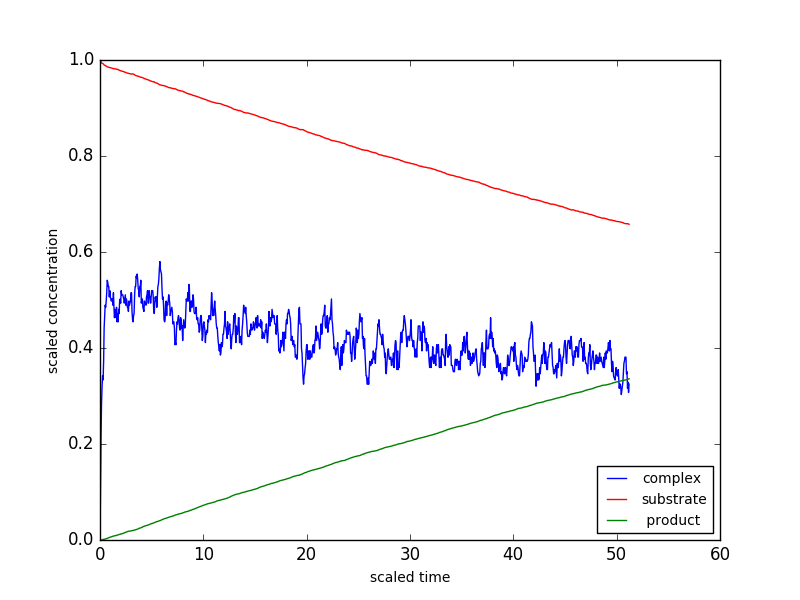 1.0
0.8
0.6
0.4
0.2
0.0
scaled concentration
complex
substrate
product
0 10 20 30 40 50 60
scaled time